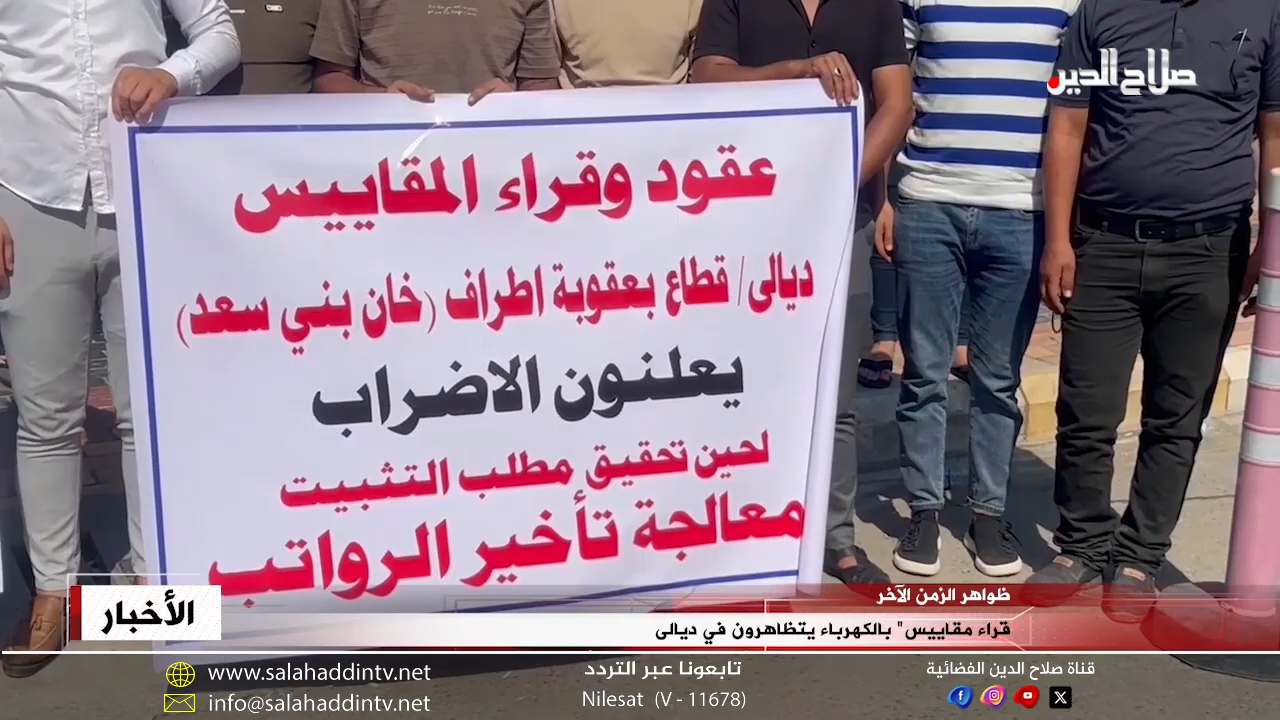 صلاح الدين
عقود وقراء المقاييس
ديالى/ قطاع بعقوبة اطراف (خان بني سعد)
يعلنون الاضراب
لحين تحقيق مطلب التثبيت
معالجة تأخير الرواتب
الأخبار
ظواهر الزمن الآخر
قراء مقاييس" بالكهرباء يتظاهرون في ديالى
www.salahaddintv.net
info@salahaddintv.net
تابعونا عبر التردد
Nilesat (V - 11678)
قناة صلاح الدين الفضائية